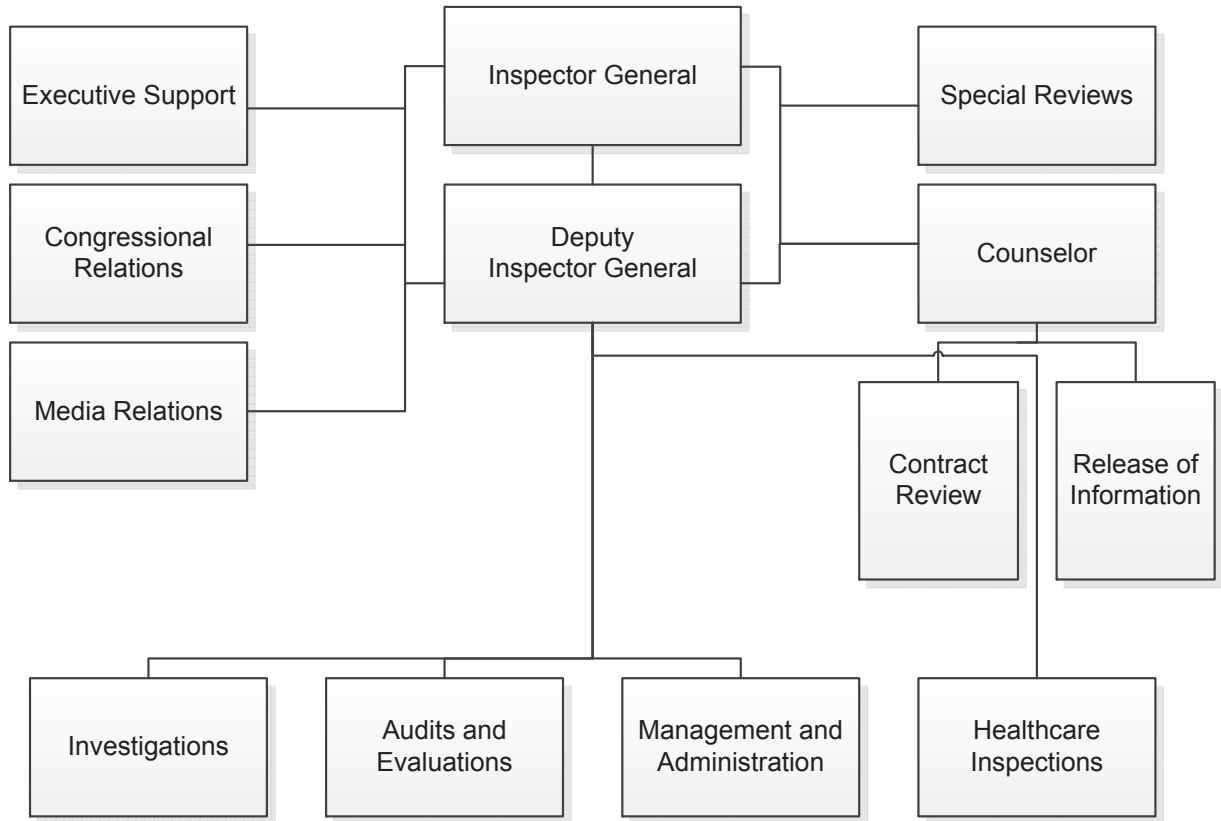 Executive Support
Inspector General
Special Reviews
Congressional
Relations
Deputy
Inspector General
Counselor
Media Relations
Contract
Review
Release of
Information
Investigations
Audits and
Evaluations
Management and
Administration
Healthcare
Inspections